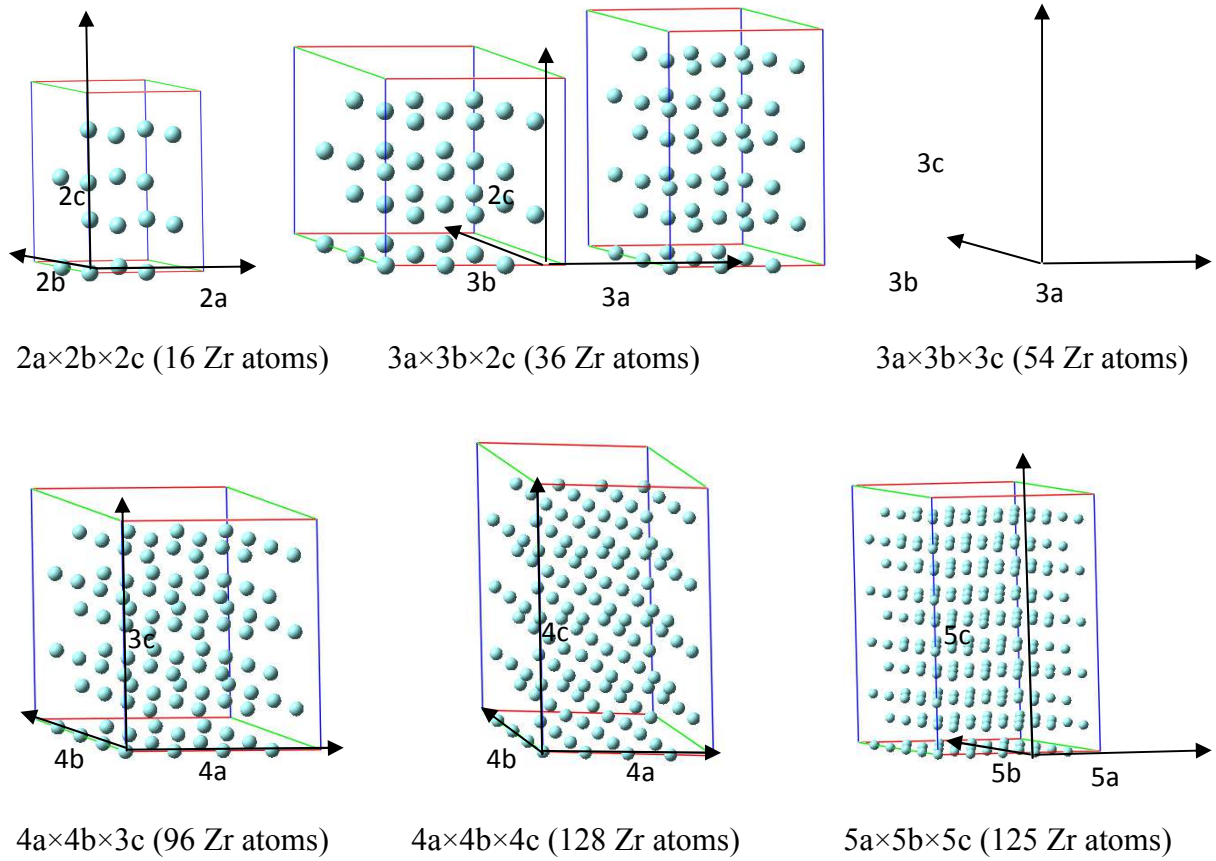 2c
2b
2a
2c
3b
3a
3c
3b
3a
2a×2b×2c (16 Zr atoms)
3a×3b×2c (36 Zr atoms)
3a×3b×3c (54 Zr atoms)
3c
4b
4a
4c
4b
4a
5c
5b
5a
4a×4b×3c (96 Zr atoms)
4a×4b×4c (128 Zr atoms)
5a×5b×5c (125 Zr atoms)